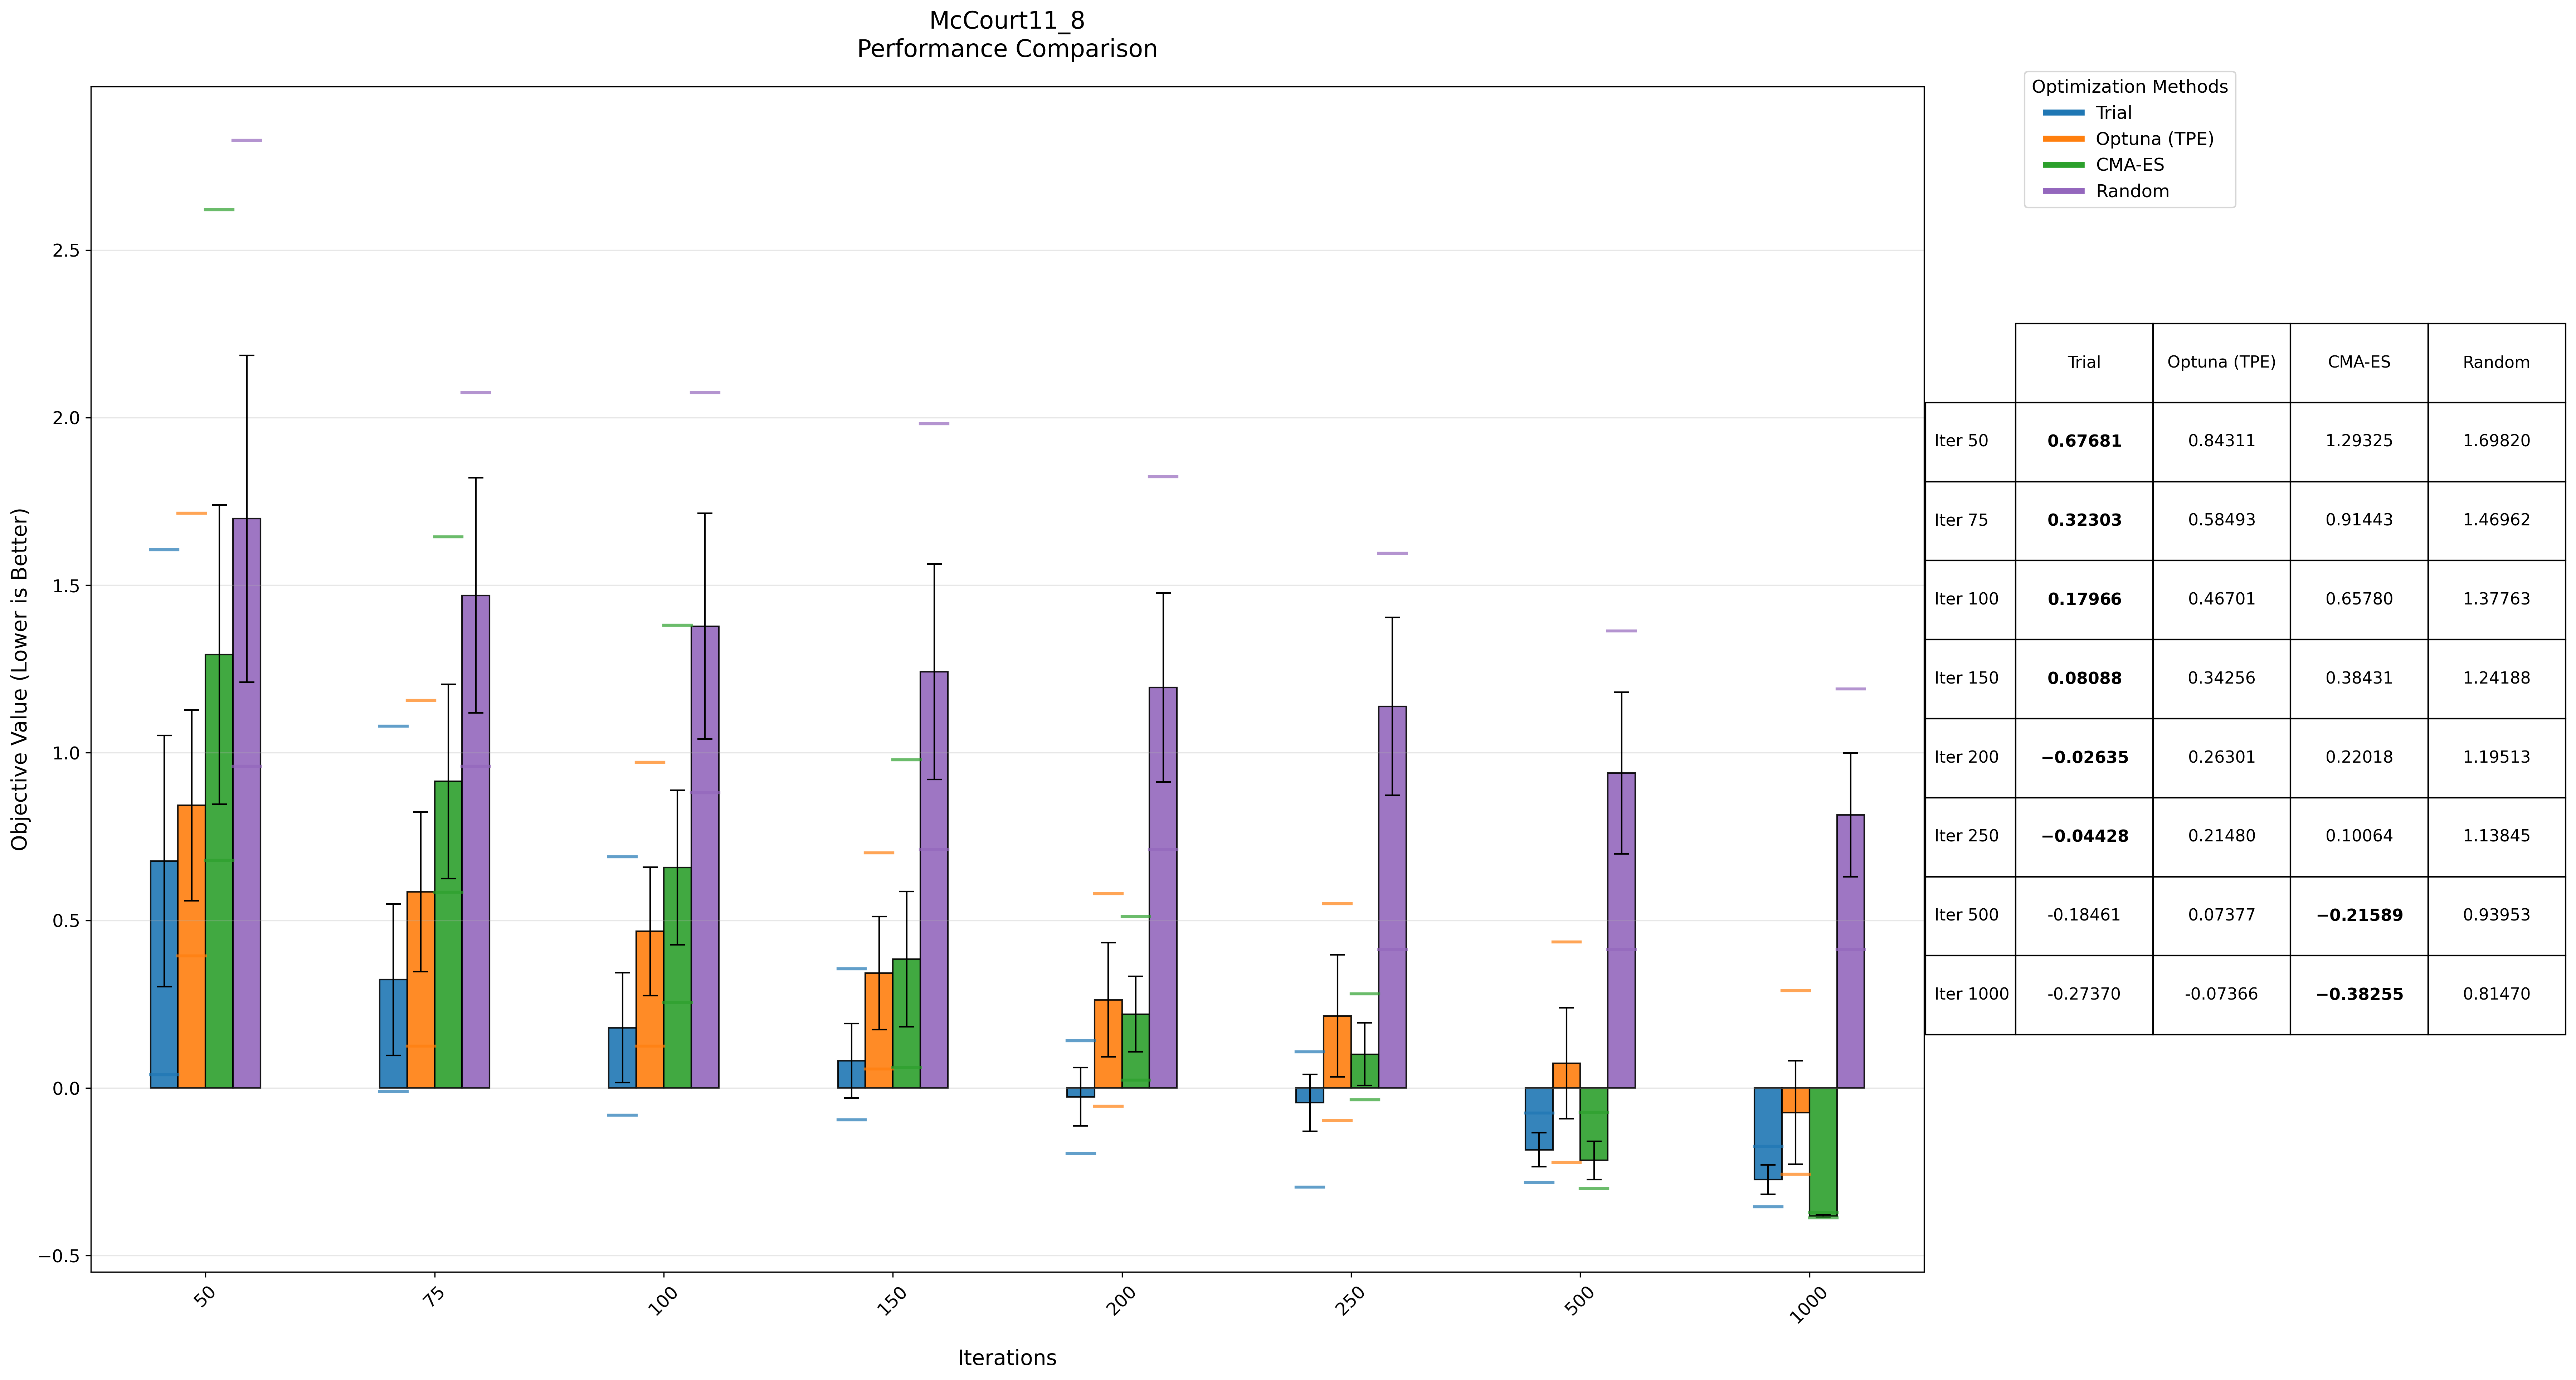 McCourt11_8
Performance Comparison
Optimization Methods
Trial
Optuna (TPE)
CMA-ES
Random
Objective Value (Lower is Better)
2.5
2.0
1.5
1.0
0.5
0.0
−0.5
50
75
100
150
200
250
500
1000
Iterations
Trial Optuna (TPE) CMA-ES Random
Iter 50 0.67681 0.84311 1.29325 1.69820
Iter 75 0.32303 0.58493 0.91443 1.46962
Iter 100 0.17966 0.46701 0.65780 1.37763
Iter 150 0.08088 0.34256 0.38431 1.24188
Iter 200 −0.02635 0.26301 0.22018 1.19513
Iter 250 −0.04428 0.21480 0.10064 1.13845
Iter 500 -0.18461 0.07377 −0.21589 0.93953
Iter 1000 -0.27370 -0.07366 −0.38255 0.81470